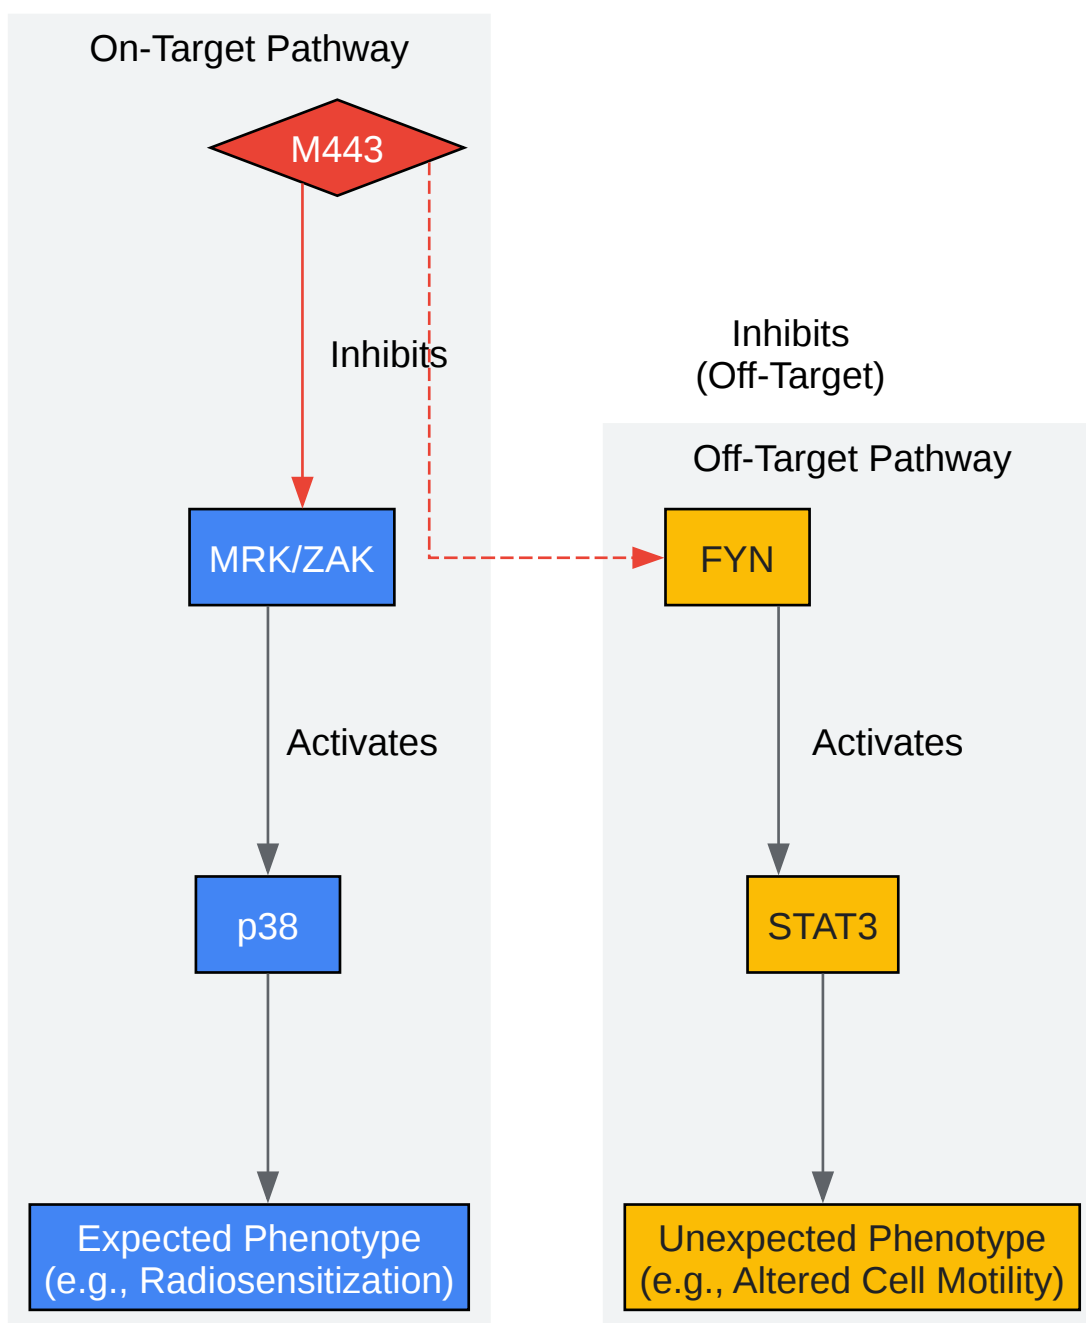 On-Target Pathway
M443
Inhibits
MRK/ZAK
Activates
p38
Expected Phenotype
(e.g., Radiosensitization)
Inhibits
(Off-Target)
Off-Target Pathway
FYN
Activates
STAT3
Unexpected Phenotype
(e.g., Altered Cell Motility)